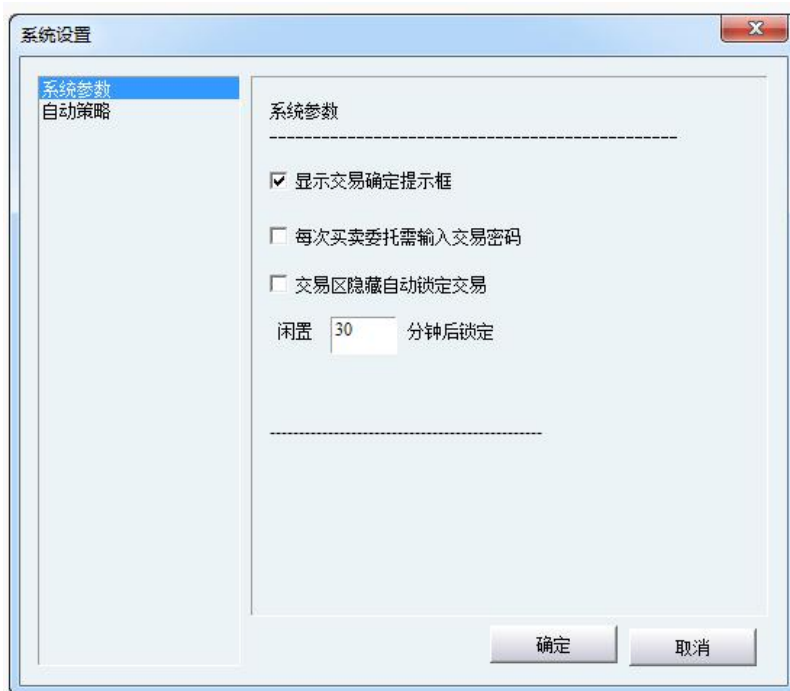 系统设置
系统参数
自动策略
系统参数
显示交易确定提示框
每次买卖委托需输入交易密码
交易区隐藏自动锁定交易
闲置 30 分钟后锁定
确定 取消